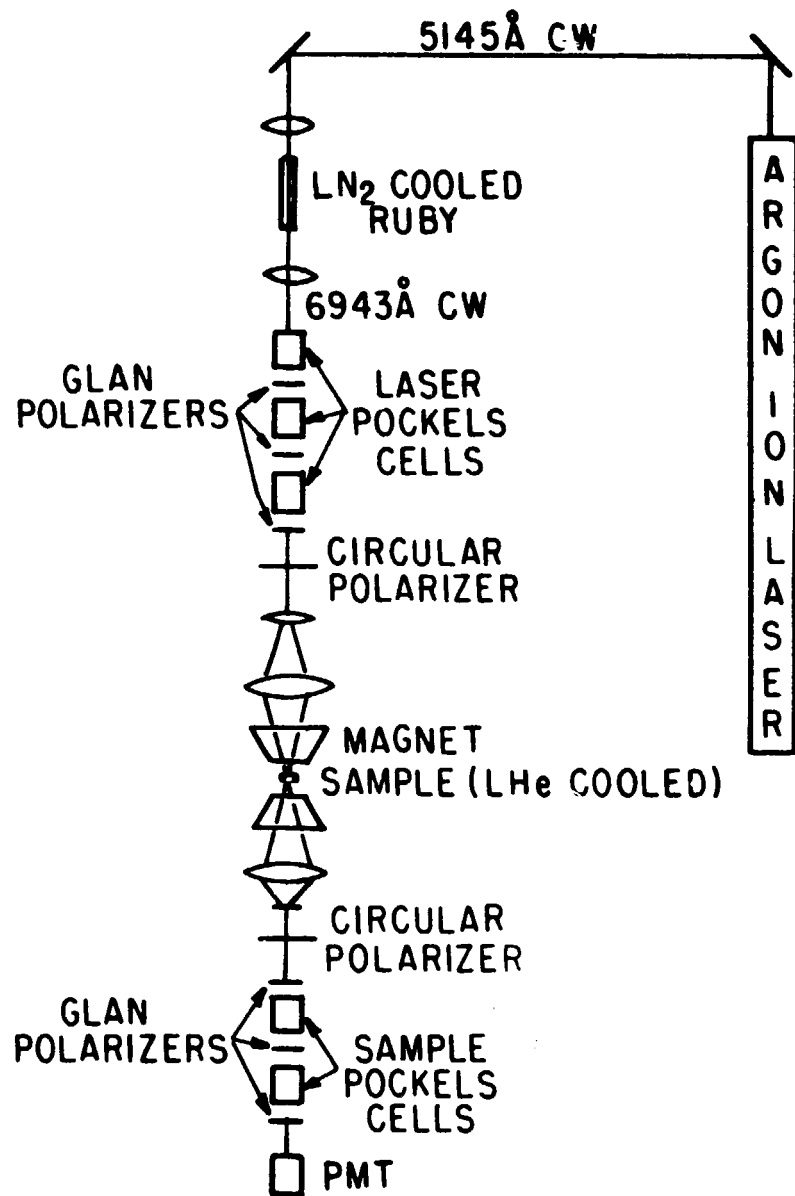 5145Å CW
ARGON ION LASER
LN₂ COOLED
RUBY
6943Å CW
GLAN
POLARIZERS
LASER
POCKELS
CELLS
CIRCULAR
POLARIZER
MAGNET
SAMPLE (LHe COOLED)
CIRCULAR
POLARIZER
GLAN
POLARIZERS
SAMPLE
POCKELS
CELLS
PMT